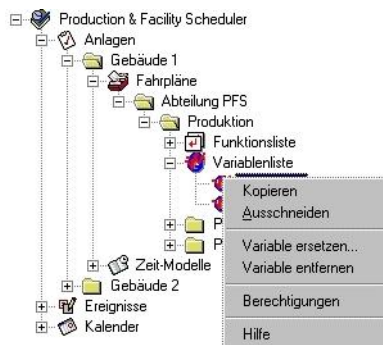 Production & Facility Scheduler
Anlagen
Gebäude 1
Fahrpläne
Abteilung PFS
Produktion
Funktionsliste
Variablenliste
Kopieren
Ausschneiden
P
Variable ersetzen...
P
Variable entfernen
Zeit-Modelle
Gebäude 2
Berechtigungen
Ereignisse
Kalender
Hilfe